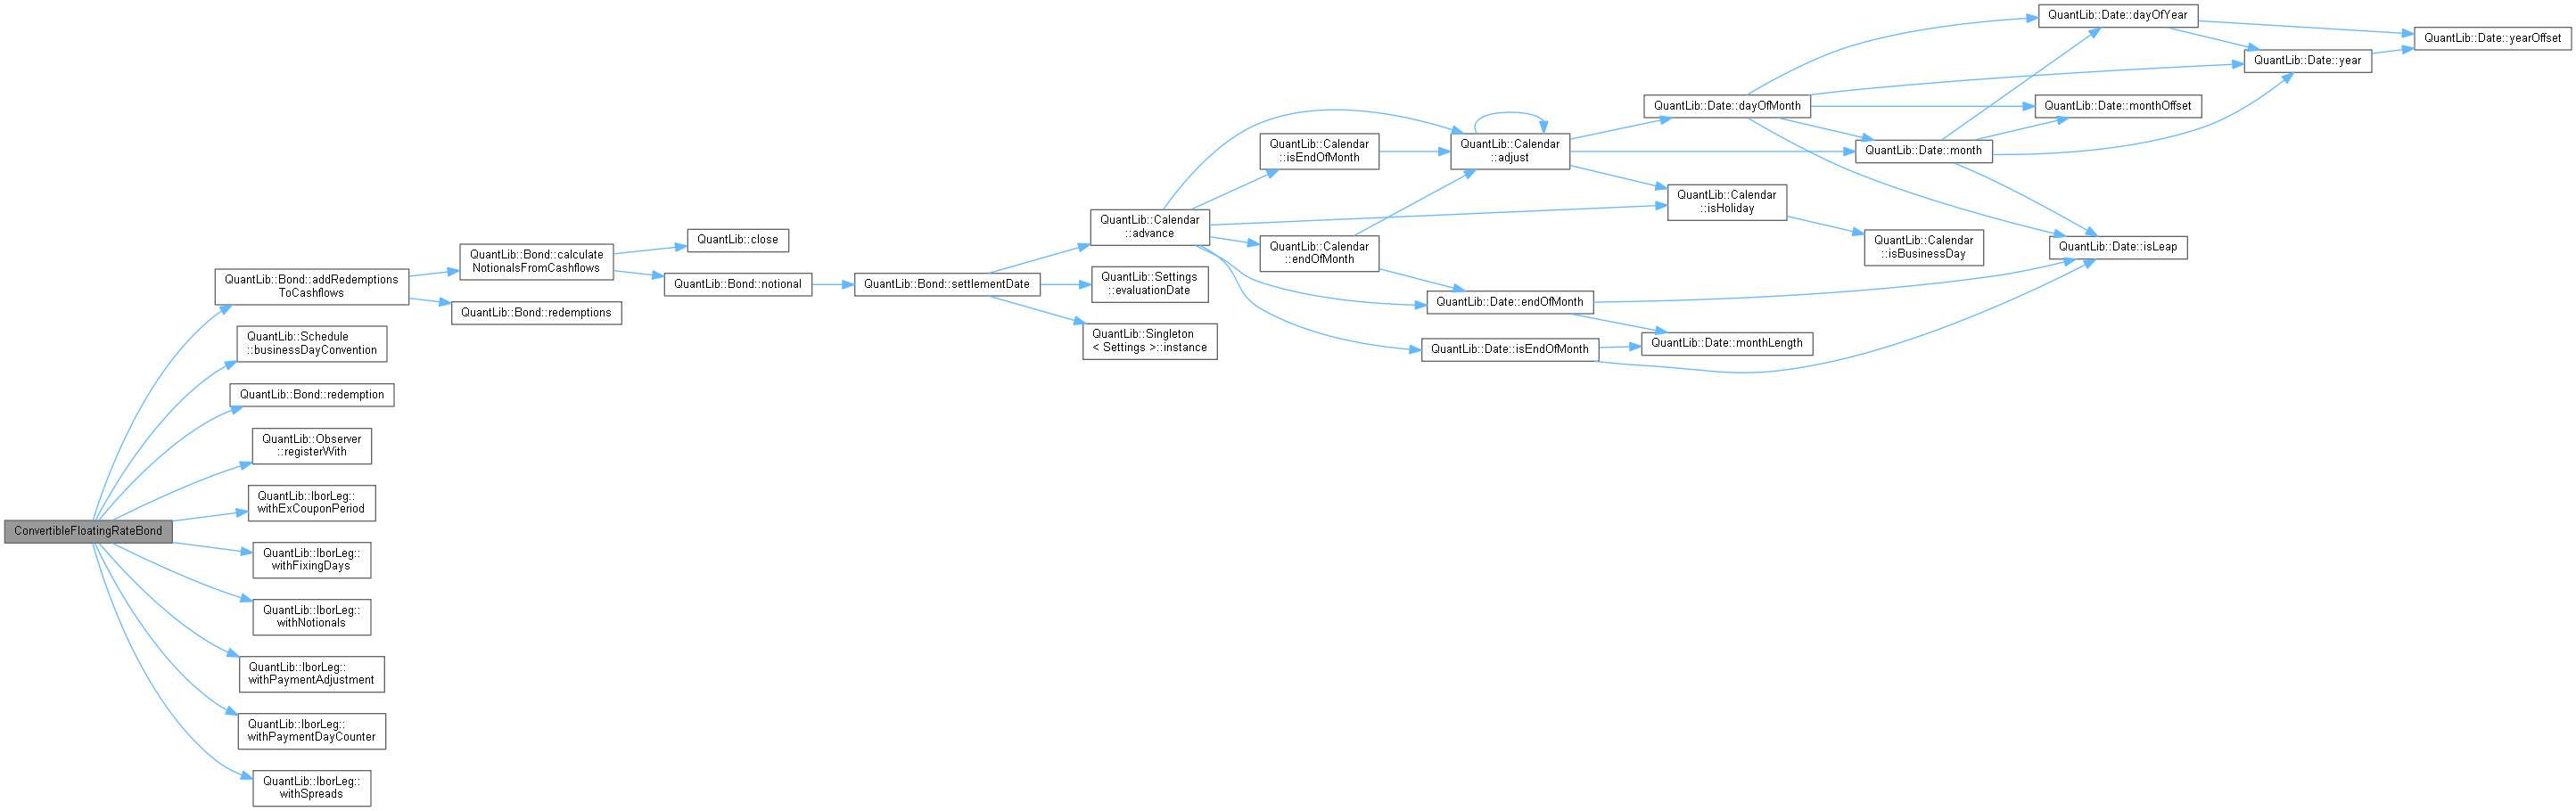 ConvertibleFloatingRateBond
QuantLib::Bond::addRedemptions
ToCashflows
QuantLib::Schedule
::businessDayConvention
QuantLib::Bond::redemption
QuantLib::Observer
::registerWith
QuantLib::IborLeg::
withExCouponPeriod
QuantLib::IborLeg::
withFixingDays
QuantLib::IborLeg::
withNotionals
QuantLib::IborLeg::
withPaymentAdjustment
QuantLib::IborLeg::
withPaymentDayCounter
QuantLib::IborLeg::
withSpreads
QuantLib::Bond::calculate
NotionalsFromCashflows
QuantLib::Bond::redemptions
QuantLib::close
QuantLib::Bond::notional
QuantLib::Bond::settlementDate
QuantLib::Calendar
::advance
QuantLib::Settings
::evaluationDate
QuantLib::Singleton
< Settings >::instance
QuantLib::Calendar
::isEndOfMonth
QuantLib::Calendar
::endOfMonth
QuantLib::Calendar
::adjust
QuantLib::Date::endOfMonth
QuantLib::Date::isEndOfMonth
QuantLib::Date::dayOfMonth
QuantLib::Calendar
::isHoliday
QuantLib::Date::monthLength
QuantLib::Date::month
QuantLib::Calendar
::isBusinessDay
QuantLib::Date::dayOfYear
QuantLib::Date::monthOffset
QuantLib::Date::isLeap
QuantLib::Date::year
QuantLib::Date::yearOffset